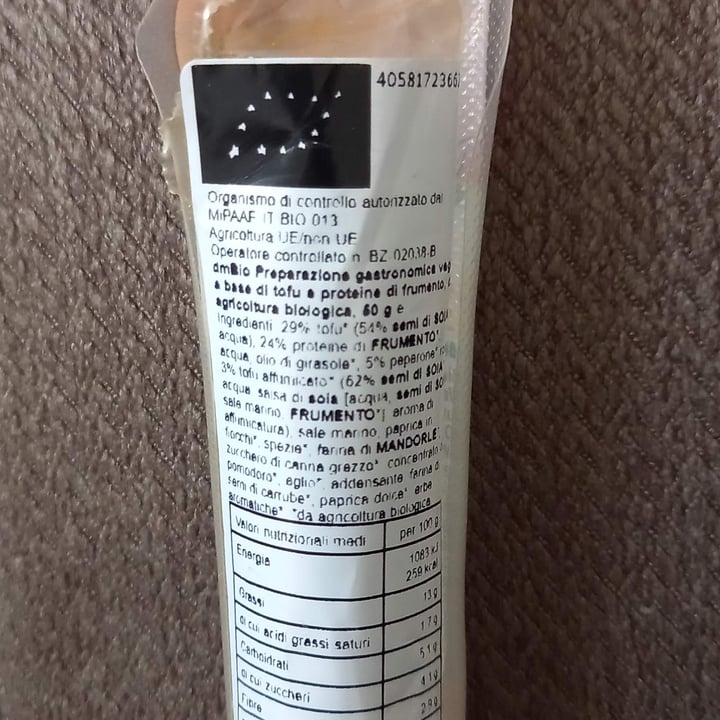 40581723662
Organismo di controllo autorizzato dal
MiPAAF IT BIO 013
Agricoltura UE/non UE
Operatore controllato n. BZ 02038-B
dmBio Preparazione gastronomica veg
a base di tofu e proteine di frumento,
agricoltura biologica, 60 g e
Ingredienti 29% tofu* (54% semi di SOIA
acqua), 24% proteine di FRUMENTO*
acqua, olio di girasole*, 5% peperone*
3% tofu affumicato* (62% semi di SOIA
acqua salsa di soia [acqua, semi di SO
sale marino, FRUMENTO*] aroma di
affumicatura), sale marino, paprica in
fiocchi*, spezie*, farina di MANDORLE
zucchero di canna grezzo* concentrato
pomodoro*, aglio*, addensante farina d
semi di carrube*, paprica dolce* erbe
aromatiche* *da agricoltura biologica
Valori nutrizionali medi per 100 g
Energia 1083 kJ
259 kcal
Grassi 13 g
di cui acidi grassi saturi 1,7 g
Carboidrati 5,1 g
di cui zuccheri 4,1 g
Fibre 2,9 g